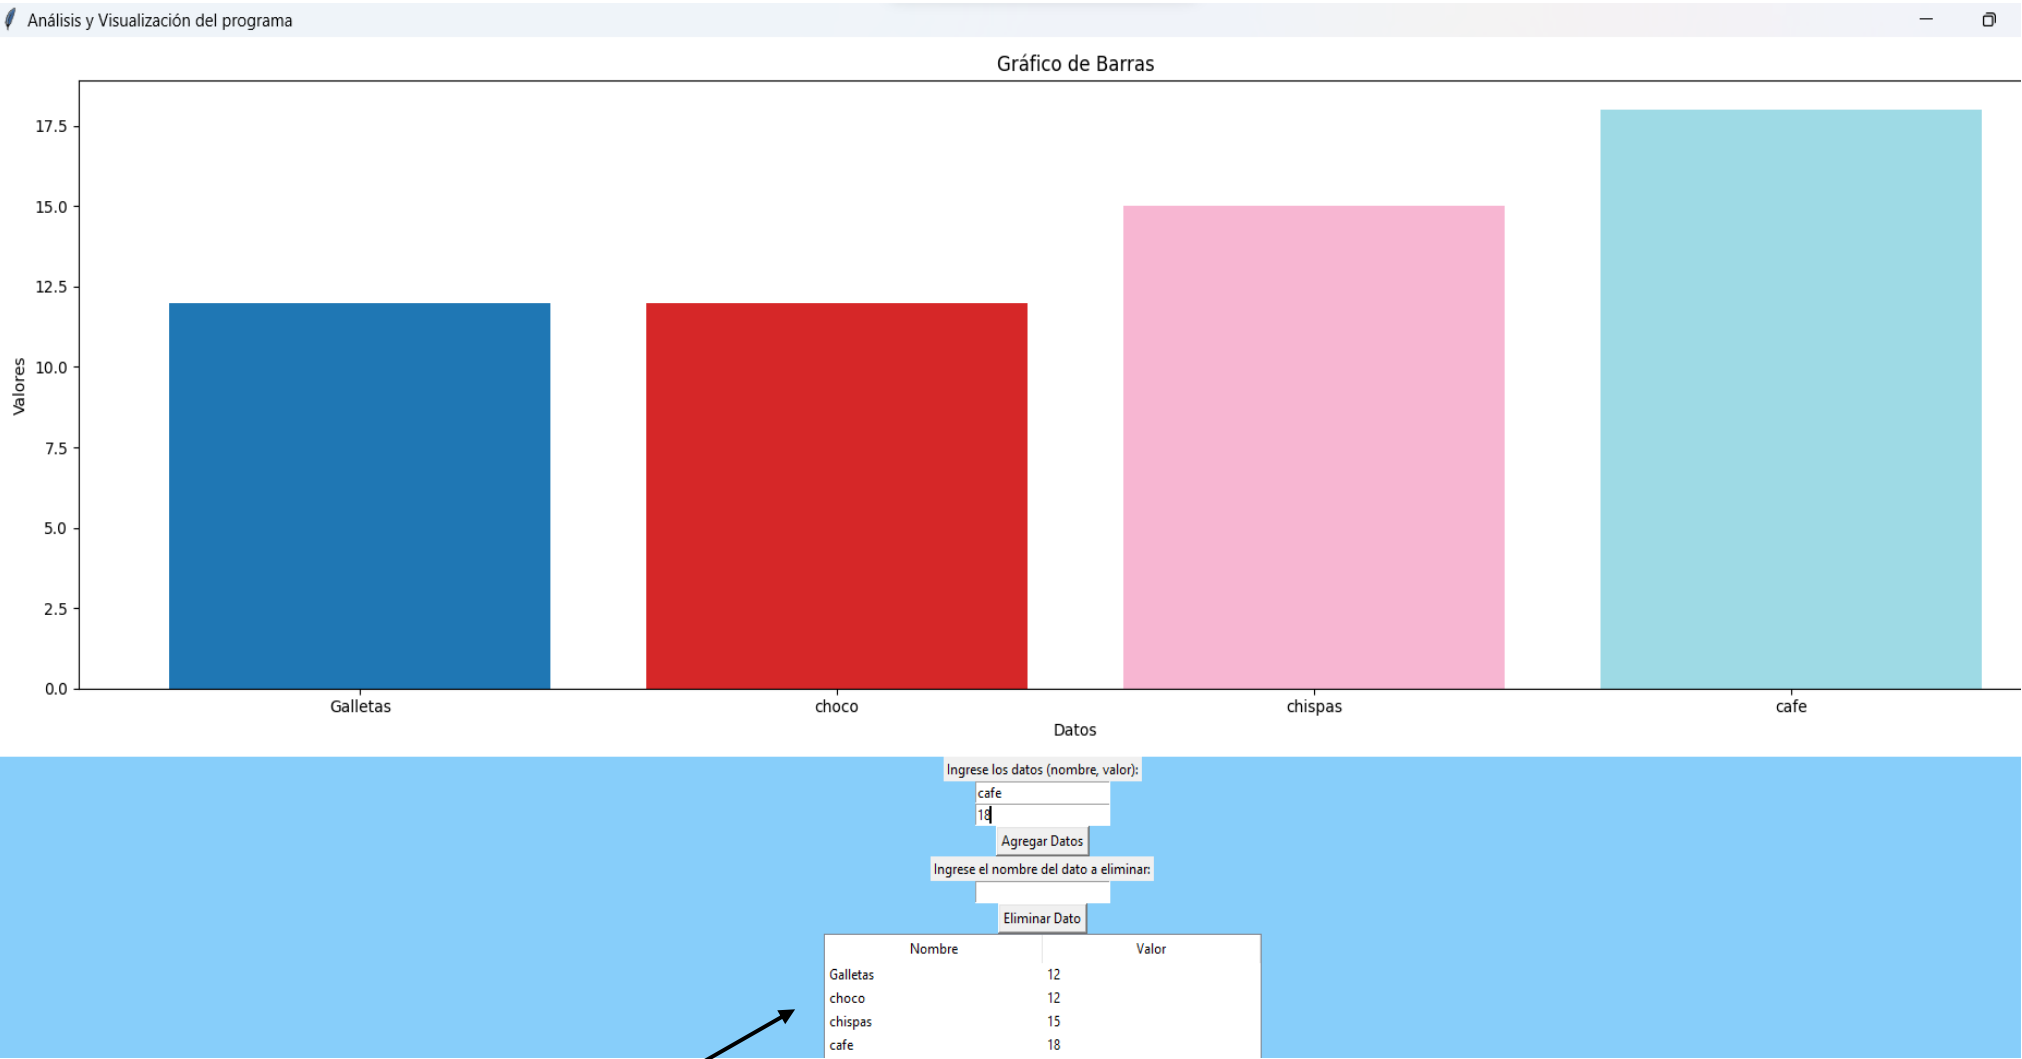 Análisis y Visualización del programa
Gráfico de Barras
17.5
15.0
12.5
10.0
7.5
5.0
2.5
0.0
Valores
Galletas choco chispas cafe
Datos
Ingrese los datos (nombre, valor):
cafe
18
Agregar Datos
Ingrese el nombre del dato a eliminar:
Eliminar Dato
Nombre Valor
Galletas 12
choco 12
chispas 15
cafe 18